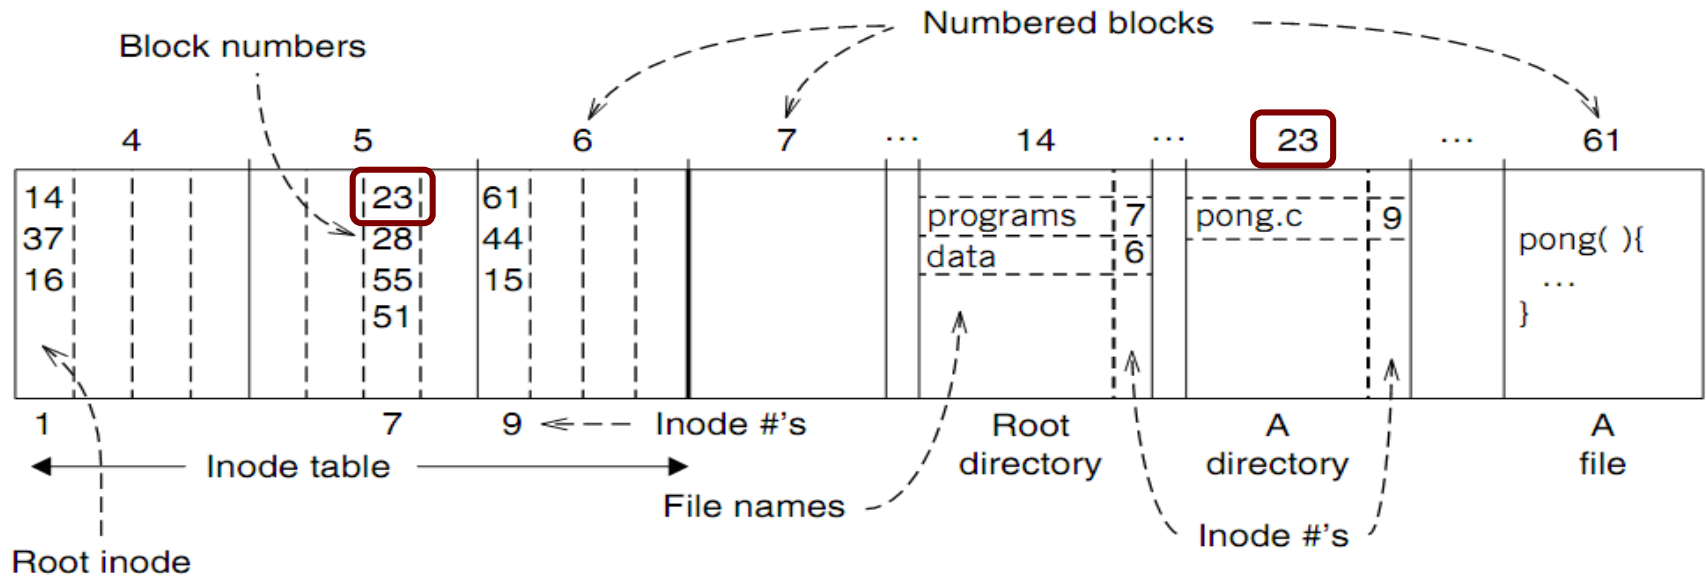 Numbered blocks
Block numbers
4 5 6 7 ... 14 ... 23 ... 61
14 23 61
programs 7 pong.c 9
37 28 44
pong( ){
data 6
16 55 15
...
51
}
1 7 9 Inode #'s Root A A
Inode table directory directory file
File names
Inode #'s
Root inode